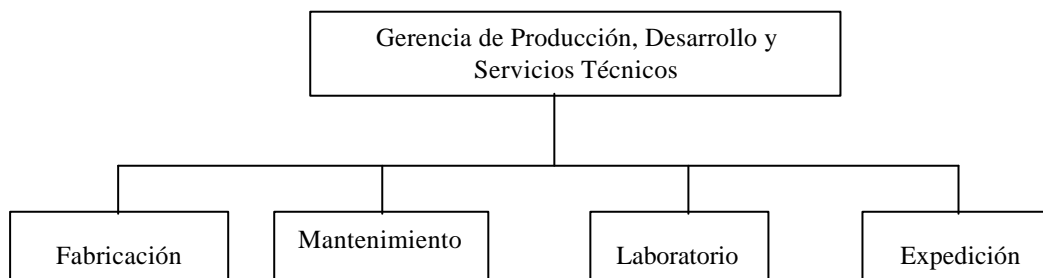 Gerencia de Producción, Desarrollo y
Servicios Técnicos
Fabricación
Mantenimiento
Laboratorio
Expedición